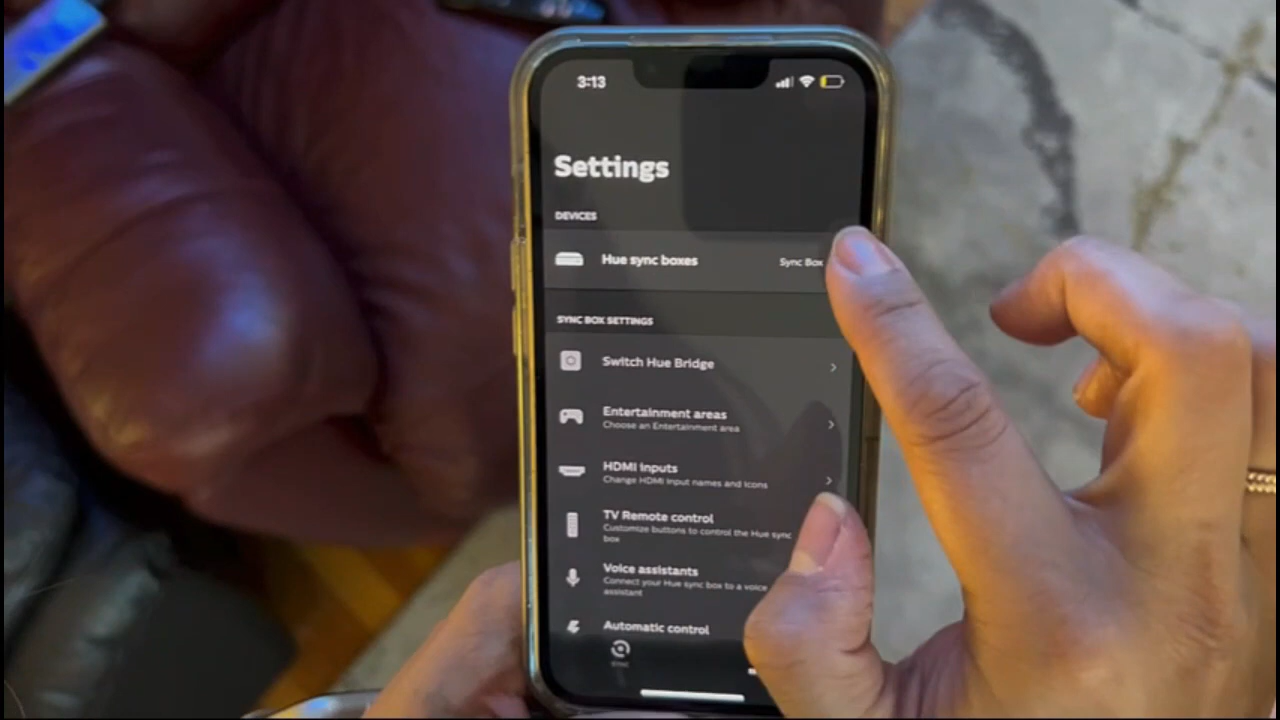 3:13
Settings
DEVICES
Hue sync boxes
Sync Box
SYNC BOX SETTINGS
Switch Hue Bridge
Entertainment areas
Choose an Entertainment area
HDMI inputs
Change HDMI input names and icons
TV Remote control
Customize buttons to control the Hue sync
box
Voice assistants
Connect your Hue sync box to a voice
assistant
Automatic control
Sync